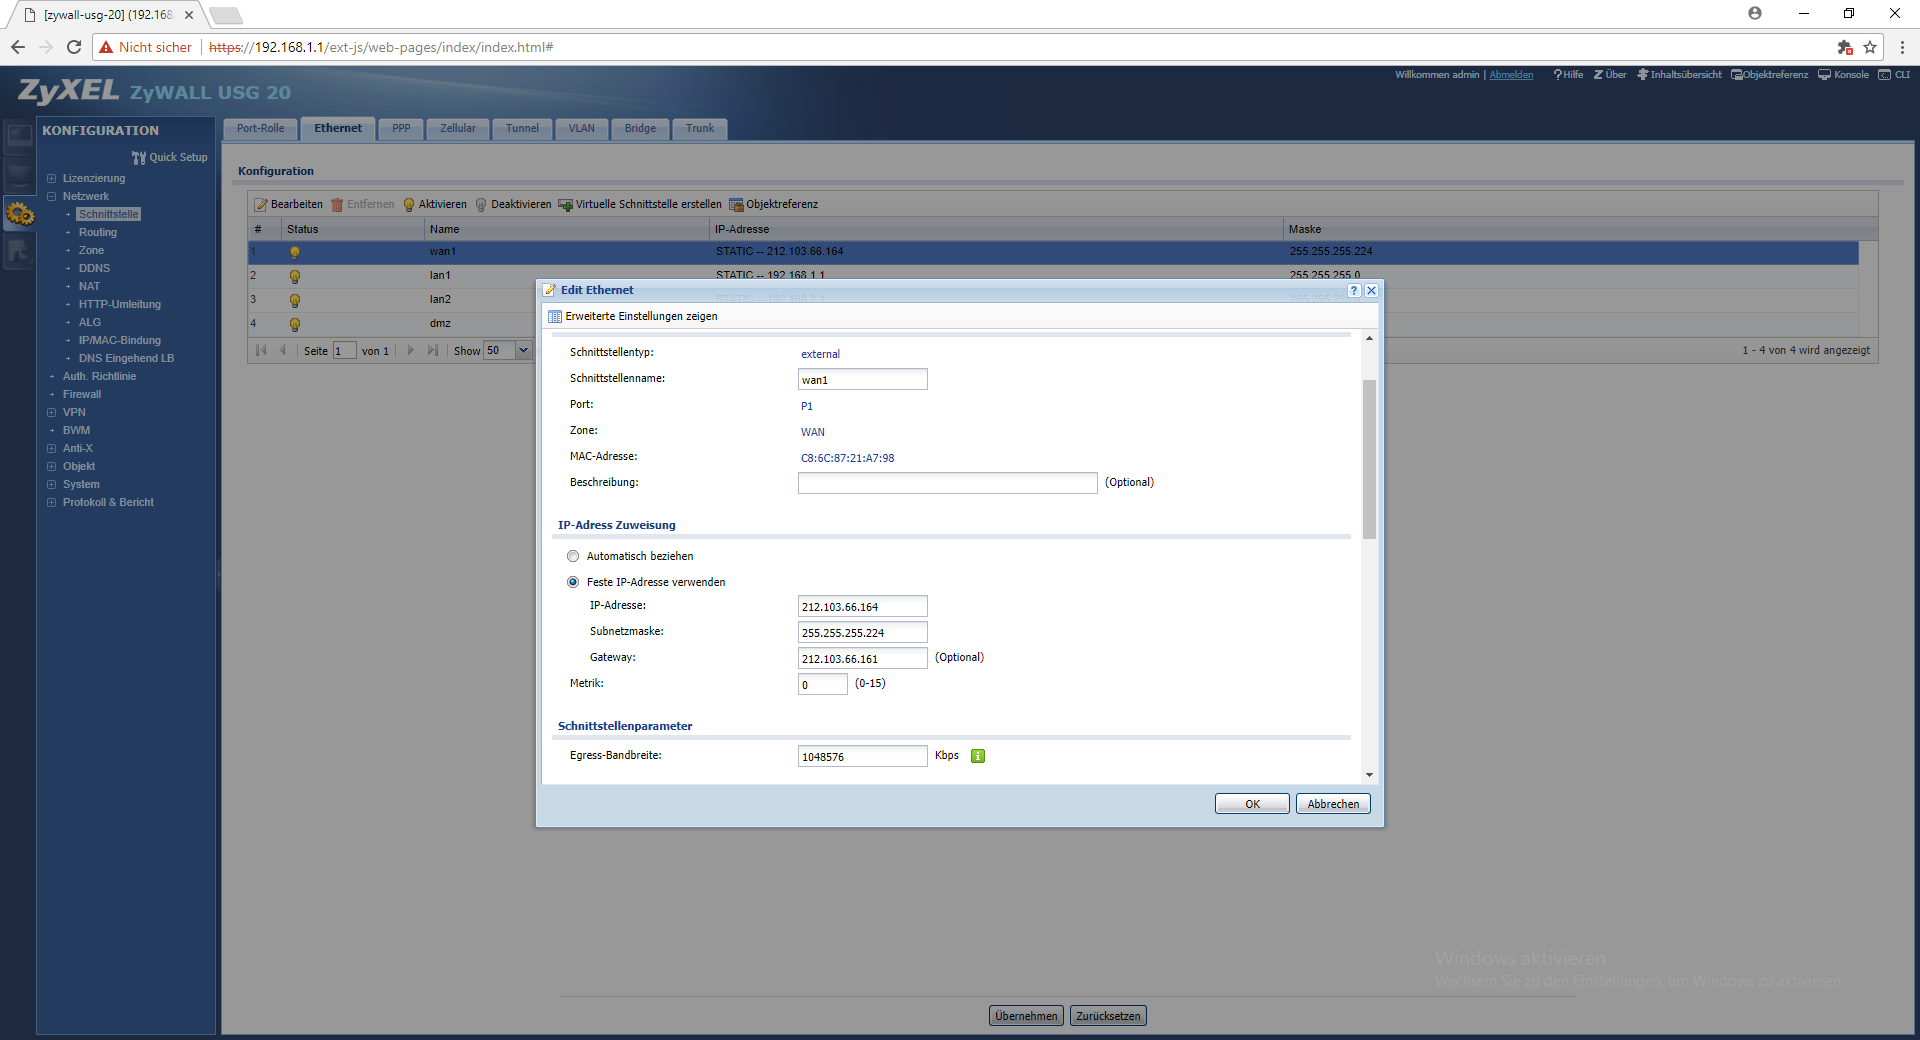 [zywall-usg-20] (192.168.
Nicht sicher https://192.168.1.1/ext-js/web-pages/index/index.html#
ZyXEL ZyWALL USG 20
Willkommen admin | Abmelden ?Hilfe Z Über Inhaltsübersicht Objektreferenz Konsole CLI
KONFIGURATION
Quick Setup
Lizenzierung
Netzwerk
Schnittstelle
Routing
Zone
DDNS
NAT
HTTP-Umleitung
ALG
IP/MAC-Bindung
DNS Eingehend LB
Auth. Richtlinie
Firewall
VPN
BWM
Anti-X
Objekt
System
Protokoll & Bericht
Port-Rolle Ethernet PPP Zellular Tunnel VLAN Bridge Trunk
Konfiguration
Bearbeiten Entfernen Aktivieren Deaktivieren Virtuelle Schnittstelle erstellen Objektreferenz
# Status Name IP-Adresse Maske
1 wan1 STATIC -- 212.103.66.164 255.255.255.224
2 lan1 STATIC -- 192.168.1.1 255.255.255.0
3 lan2 STATIC -- 192.168.2.1 255.255.255.0
4 dmz
Seite 1 von 1 Show 50
1 - 4 von 4 wird angezeigt
Edit Ethernet
Erweiterte Einstellungen zeigen
Schnittstellentyp: external
Schnittstellenname: wan1
Port: P1
Zone: WAN
MAC-Adresse: C8:6C:87:21:A7:98
Beschreibung: (Optional)
IP-Adress Zuweisung
Automatisch beziehen
Feste IP-Adresse verwenden
IP-Adresse: 212.103.66.164
Subnetzmaske: 255.255.255.224
Gateway: 212.103.66.161 (Optional)
Metrik: 0 (0-15)
Schnittstellenparameter
Egress-Bandbreite: 1048576 Kbps
OK Abbrechen
Windows aktivieren
Wechseln Sie zu den Einstellungen, um Windows zu aktivieren.
Übernehmen Zurücksetzen